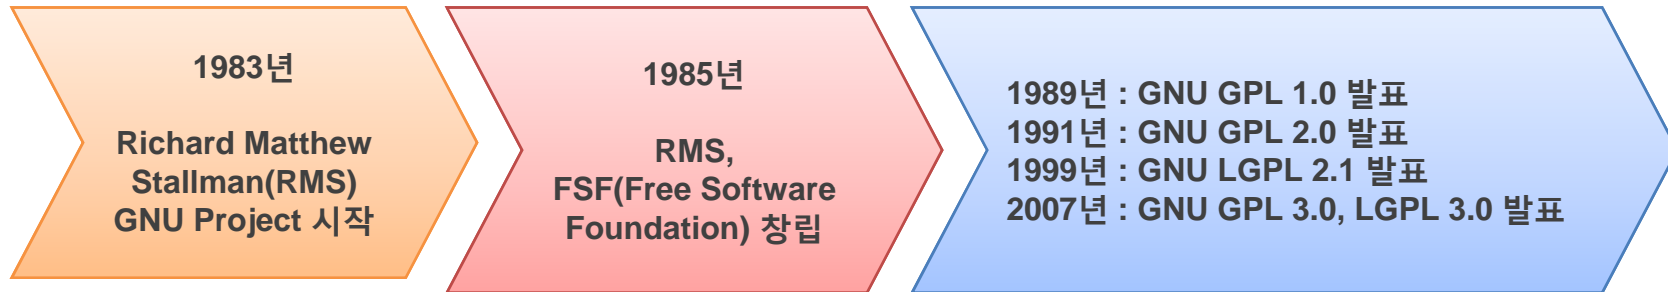 1983년
Richard Matthew
Stallman(RMS)
GNU Project 시작
1985년
RMS,
FSF(Free Software
Foundation) 창립
1989년 : GNU GPL 1.0 발표
1991년 : GNU GPL 2.0 발표
1999년 : GNU LGPL 2.1 발표
2007년 : GNU GPL 3.0, LGPL 3.0 발표